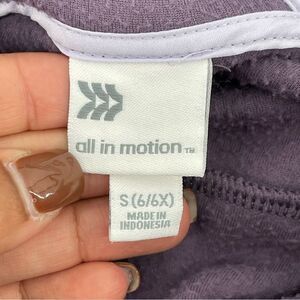 all in motion™
S(6/6X)
MADE IN
INDONESIA